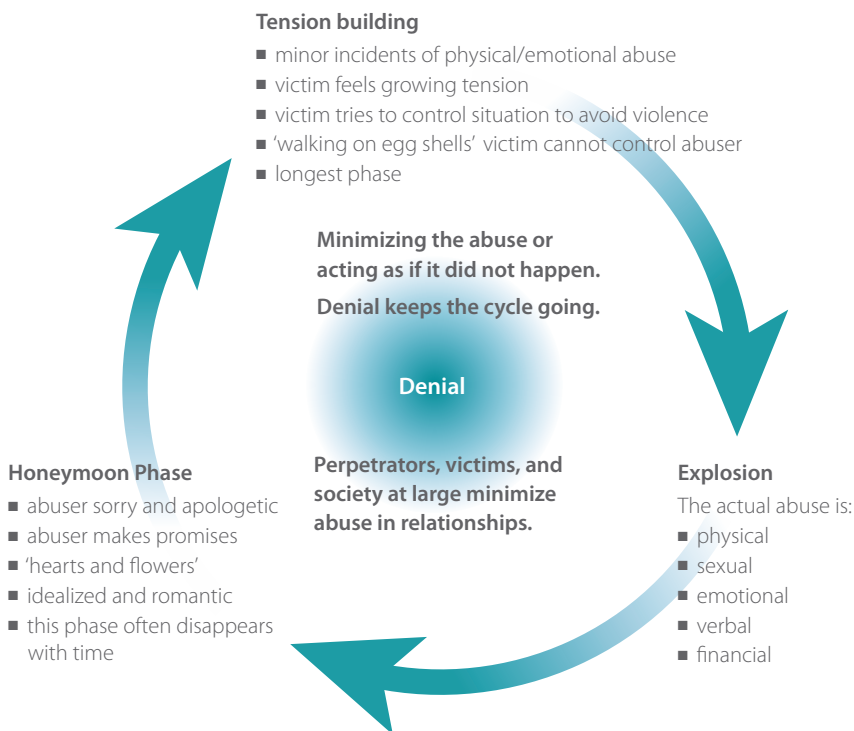 Tension building
■ minor incidents of physical/emotional abuse
■ victim feels growing tension
■ victim tries to control situation to avoid violence
■ ‘walking on egg shells’ victim cannot control abuser
■ longest phase
Minimizing the abuse or
acting as if it did not happen.
Denial keeps the cycle going.
Denial
Perpetrators, victims, and
society at large minimize
abuse in relationships.
Honeymoon Phase
■ abuser sorry and apologetic
■ abuser makes promises
■ ‘hearts and flowers’
■ idealized and romantic
■ this phase often disappears
with time
Explosion
The actual abuse is:
■ physical
■ sexual
■ emotional
■ verbal
■ financial